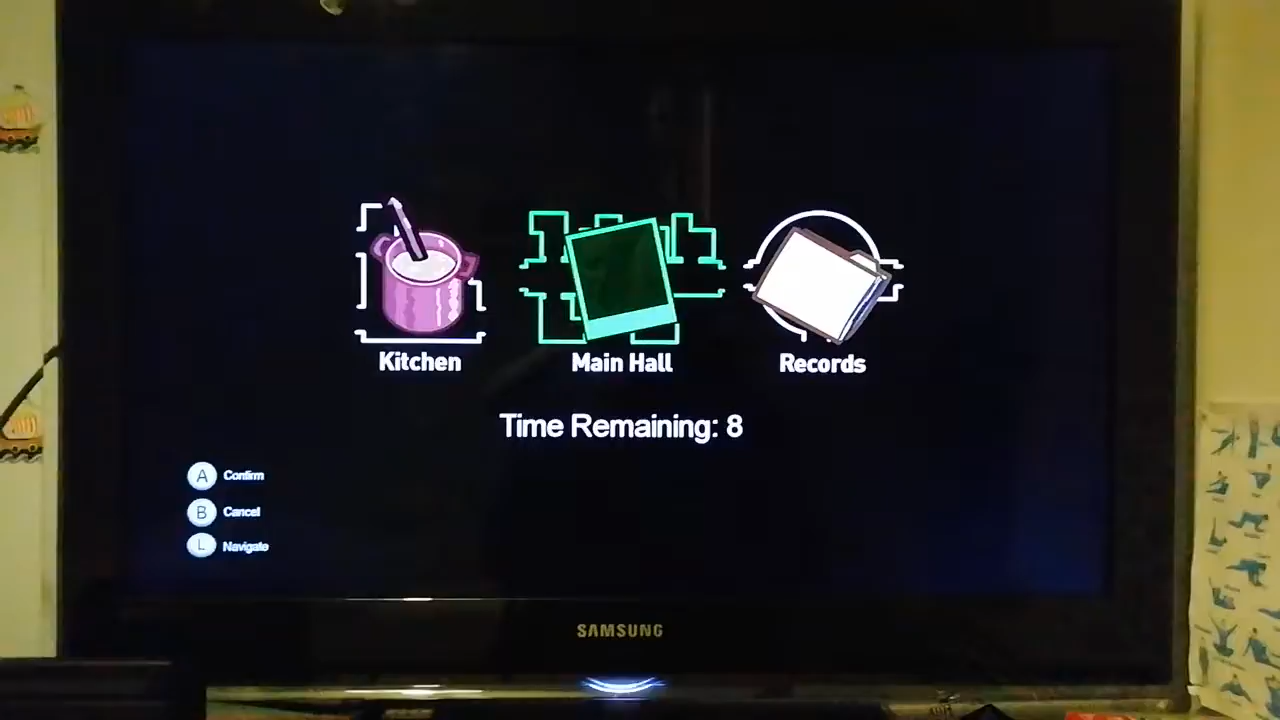 Kitchen
Main Hall
Records
Time Remaining: 8
A Confirm
B Cancel
L Navigate
SAMSUNG